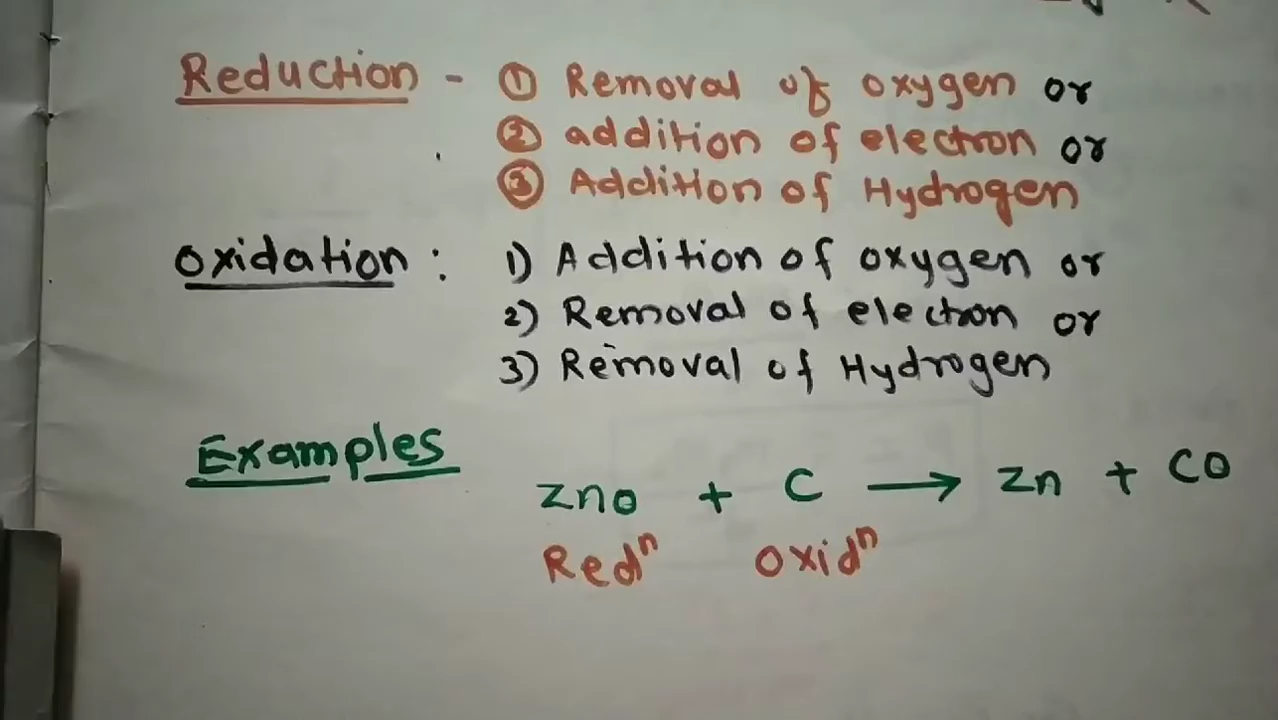 Reduction - ① Removal of oxygen or
② addition of electron or
③ Addition of Hydrogen
Oxidation : 1) Addition of oxygen or
2) Removal of electron or
3) Removal of Hydrogen
Examples
ZnO + C → Zn + CO
Redⁿ Oxidⁿ